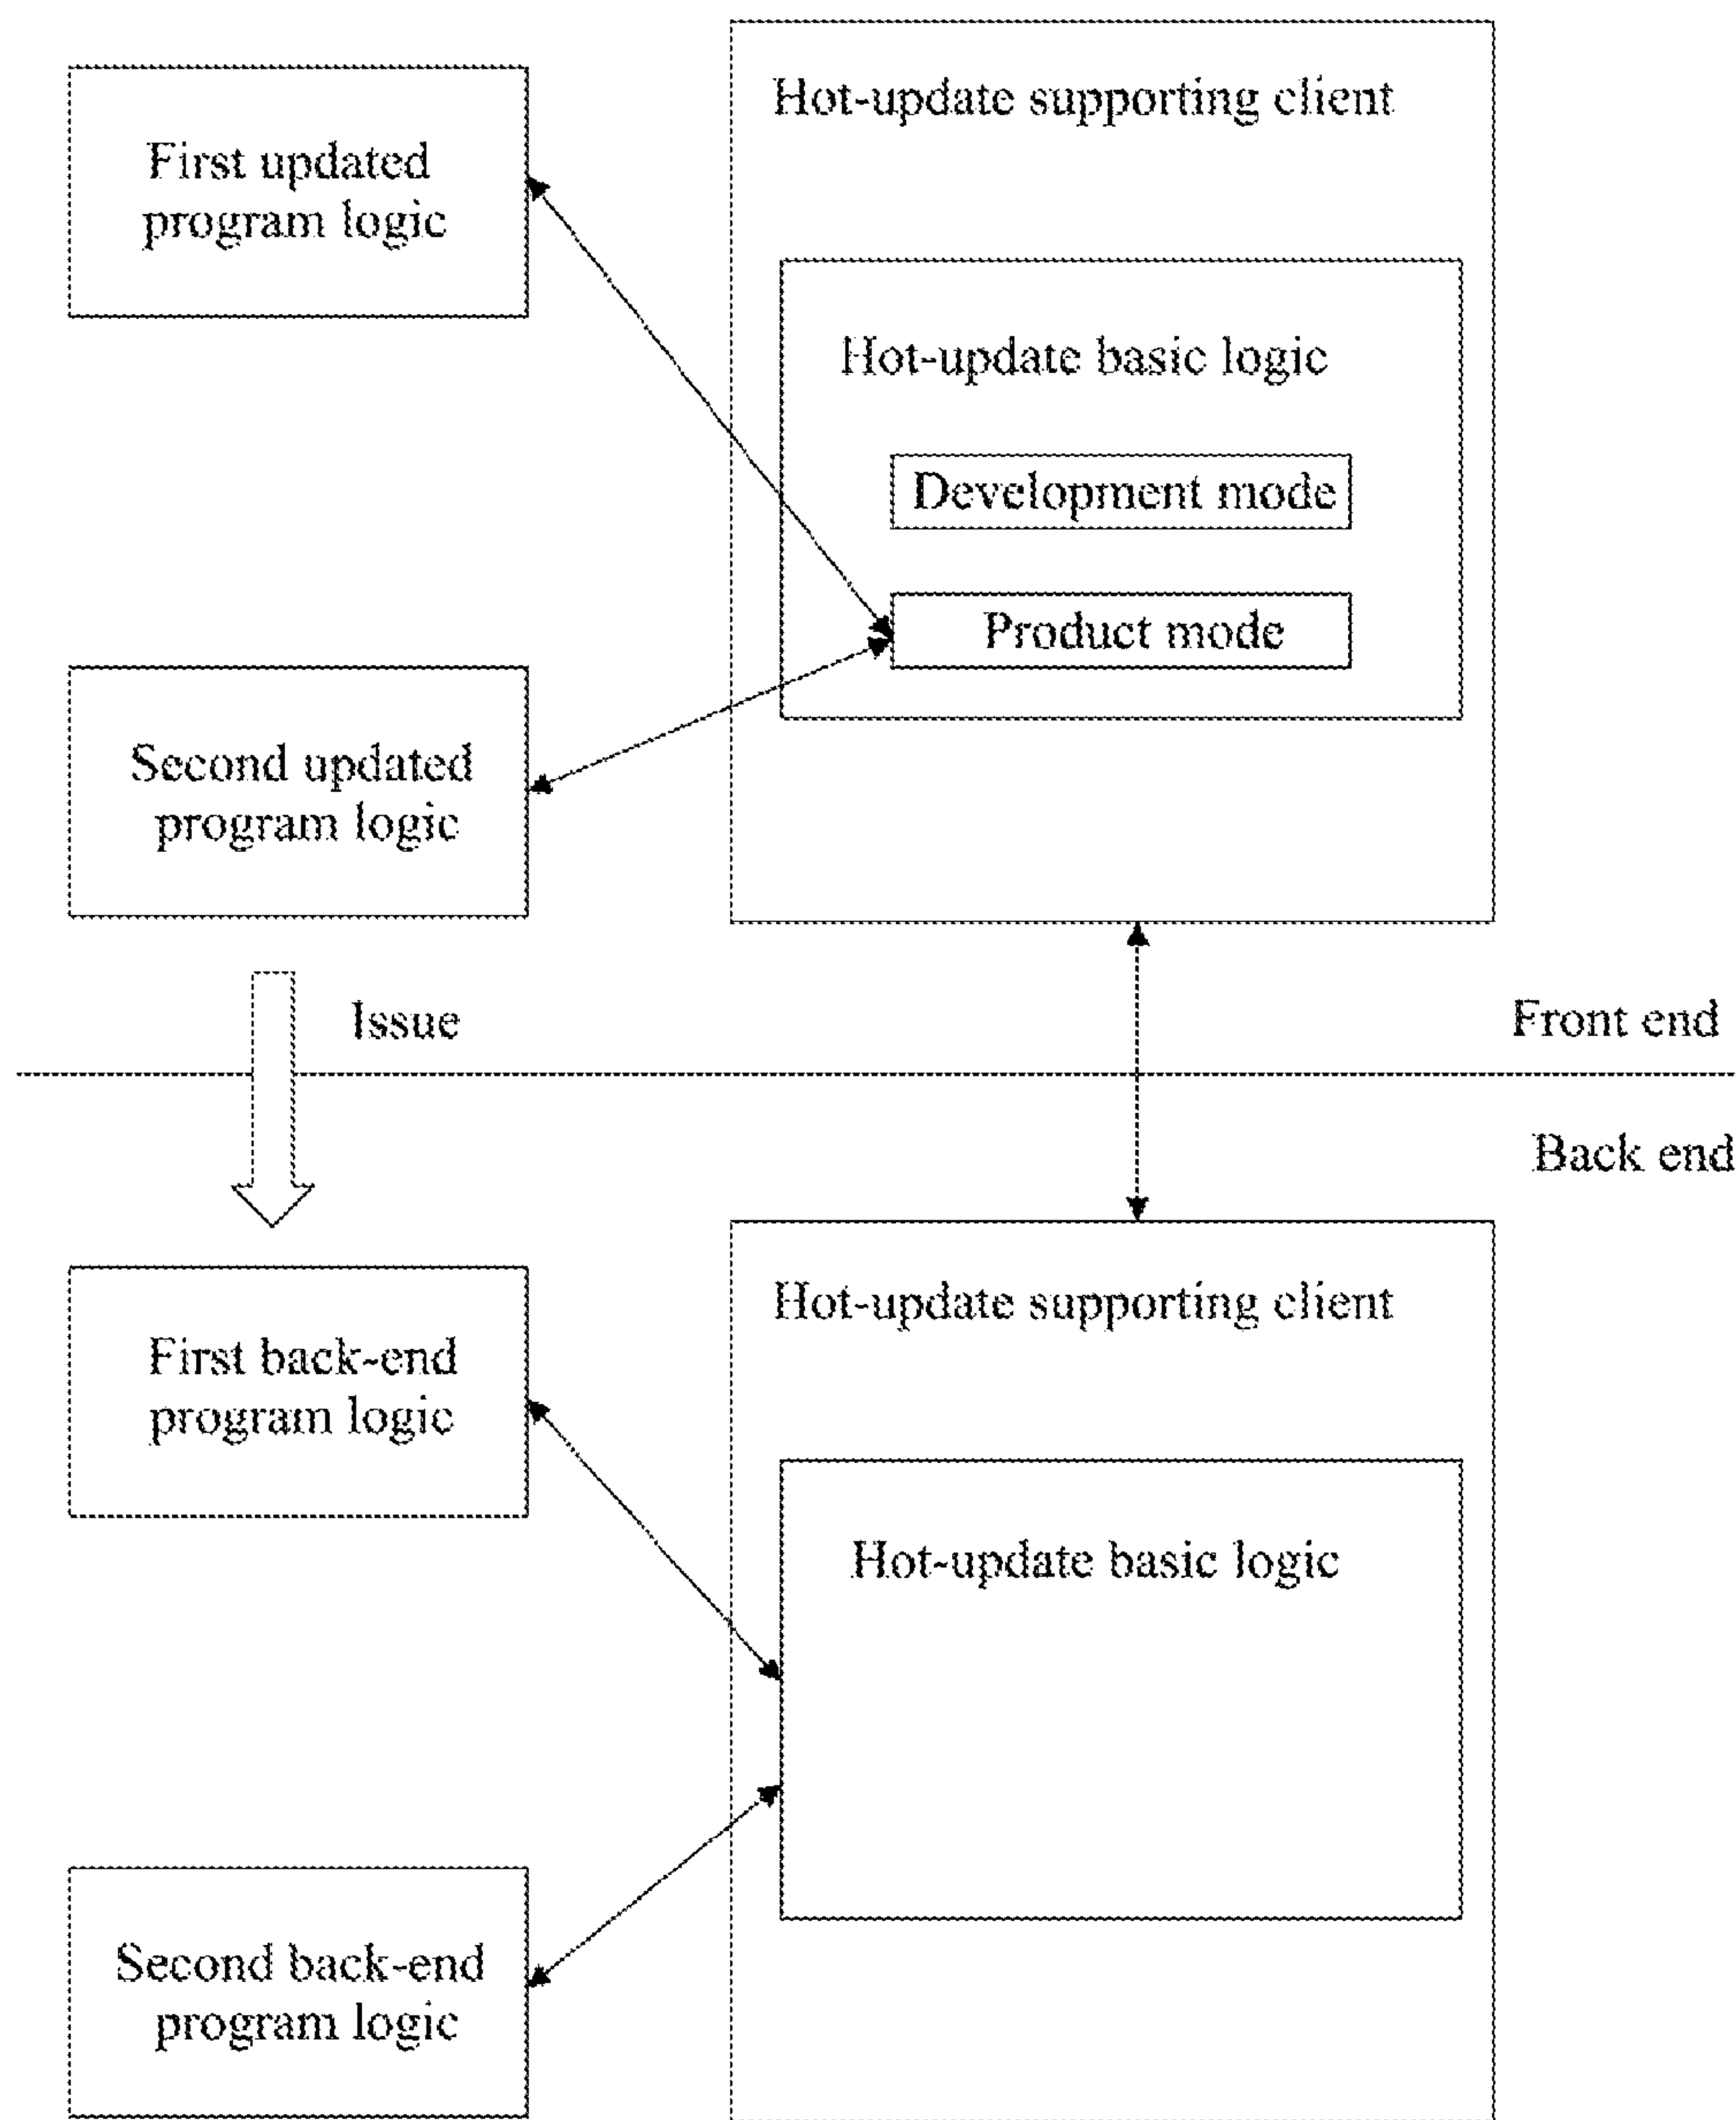 Hot-update supporting client
First updated
program logic
Hot-update basic logic
Development mode
Product mode
Second updated
program logic
Issue
Front end
Back end
Hot-update supporting client
First back-end
program logic
Hot-update basic logic
Second back-end
program logic